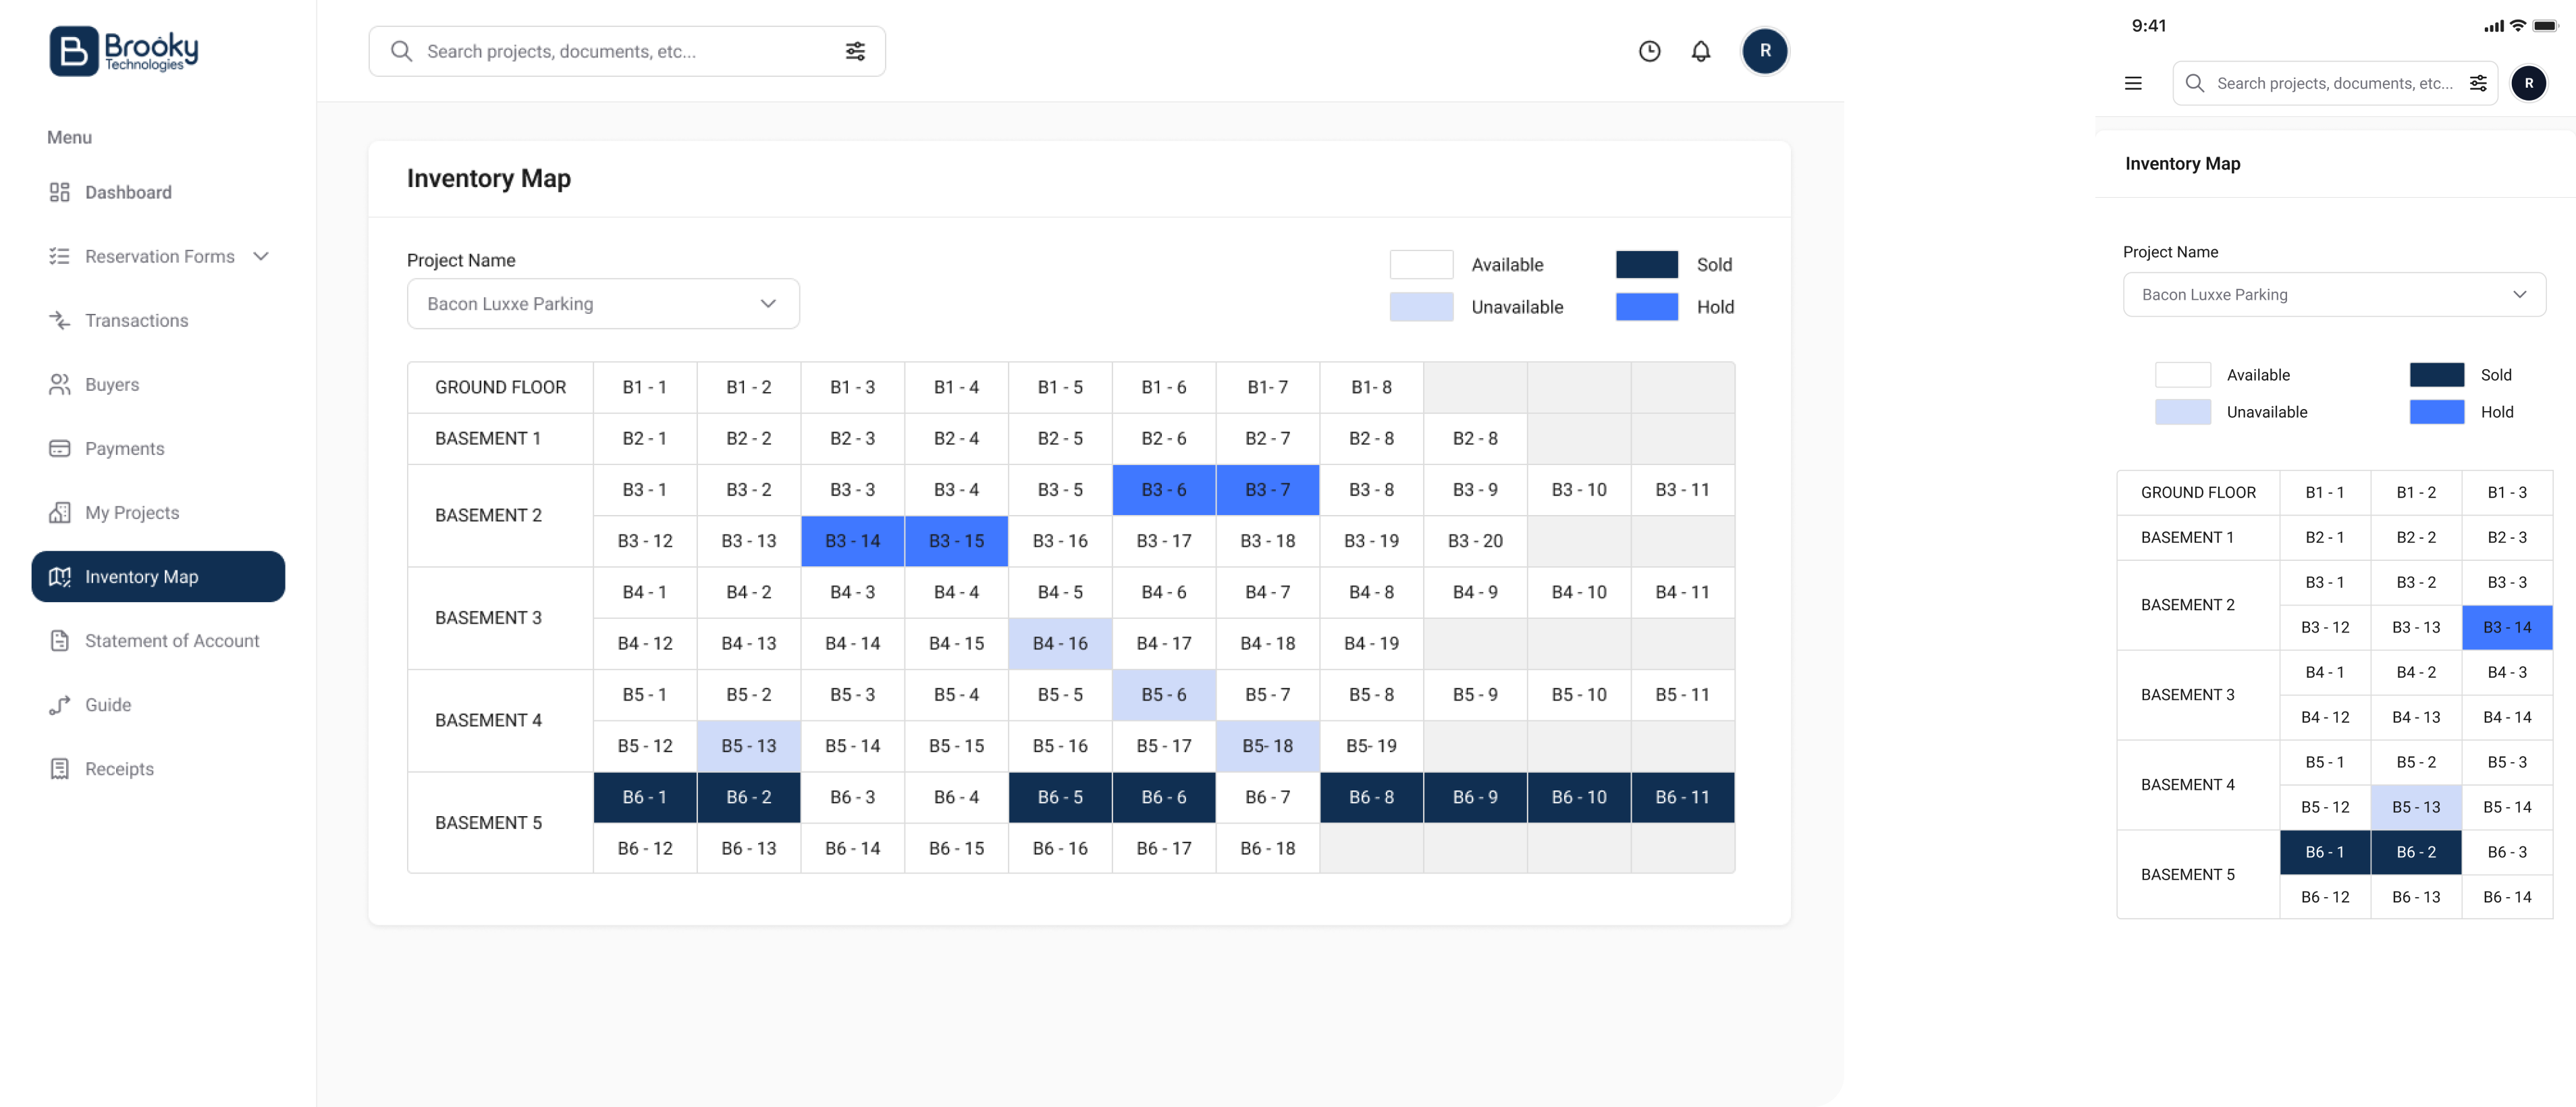 Brooky
Technologies
Menu
Dashboard
Reservation Forms
Transactions
Buyers
Payments
My Projects
Inventory Map
Statement of Account
Guide
Receipts
Search projects, documents, etc...
R
Inventory Map
Project Name
Bacon Luxxe Parking
Available Sold
Unavailable Hold
GROUND FLOOR B1 - 1 B1 - 2 B1 - 3 B1 - 4 B1 - 5 B1 - 6 B1- 7 B1- 8
BASEMENT 1 B2 - 1 B2 - 2 B2 - 3 B2 - 4 B2 - 5 B2 - 6 B2 - 7 B2 - 8 B2 - 8
BASEMENT 2
B3 - 1 B3 - 2 B3 - 3 B3 - 4 B3 - 5 B3 - 6 B3 - 7 B3 - 8 B3 - 9 B3 - 10 B3 - 11
B3 - 12 B3 - 13 B3 - 14 B3 - 15 B3 - 16 B3 - 17 B3 - 18 B3 - 19 B3 - 20
BASEMENT 3
B4 - 1 B4 - 2 B4 - 3 B4 - 4 B4 - 5 B4 - 6 B4 - 7 B4 - 8 B4 - 9 B4 - 10 B4 - 11
B4 - 12 B4 - 13 B4 - 14 B4 - 15 B4 - 16 B4 - 17 B4 - 18 B4 - 19
BASEMENT 4
B5 - 1 B5 - 2 B5 - 3 B5 - 4 B5 - 5 B5 - 6 B5 - 7 B5 - 8 B5 - 9 B5 - 10 B5 - 11
B5 - 12 B5 - 13 B5 - 14 B5 - 15 B5 - 16 B5 - 17 B5- 18 B5- 19
BASEMENT 5
B6 - 1 B6 - 2 B6 - 3 B6 - 4 B6 - 5 B6 - 6 B6 - 7 B6 - 8 B6 - 9 B6 - 10 B6 - 11
B6 - 12 B6 - 13 B6 - 14 B6 - 15 B6 - 16 B6 - 17 B6 - 18
9:41
Search projects, documents, etc...
R
Inventory Map
Project Name
Bacon Luxxe Parking
Available Sold
Unavailable Hold
GROUND FLOOR B1 - 1 B1 - 2 B1 - 3
BASEMENT 1 B2 - 1 B2 - 2 B2 - 3
BASEMENT 2
B3 - 1 B3 - 2 B3 - 3
B3 - 12 B3 - 13 B3 - 14
BASEMENT 3
B4 - 1 B4 - 2 B4 - 3
B4 - 12 B4 - 13 B4 - 14
BASEMENT 4
B5 - 1 B5 - 2 B5 - 3
B5 - 12 B5 - 13 B5 - 14
BASEMENT 5
B6 - 1 B6 - 2 B6 - 3
B6 - 12 B6 - 13 B6 - 14